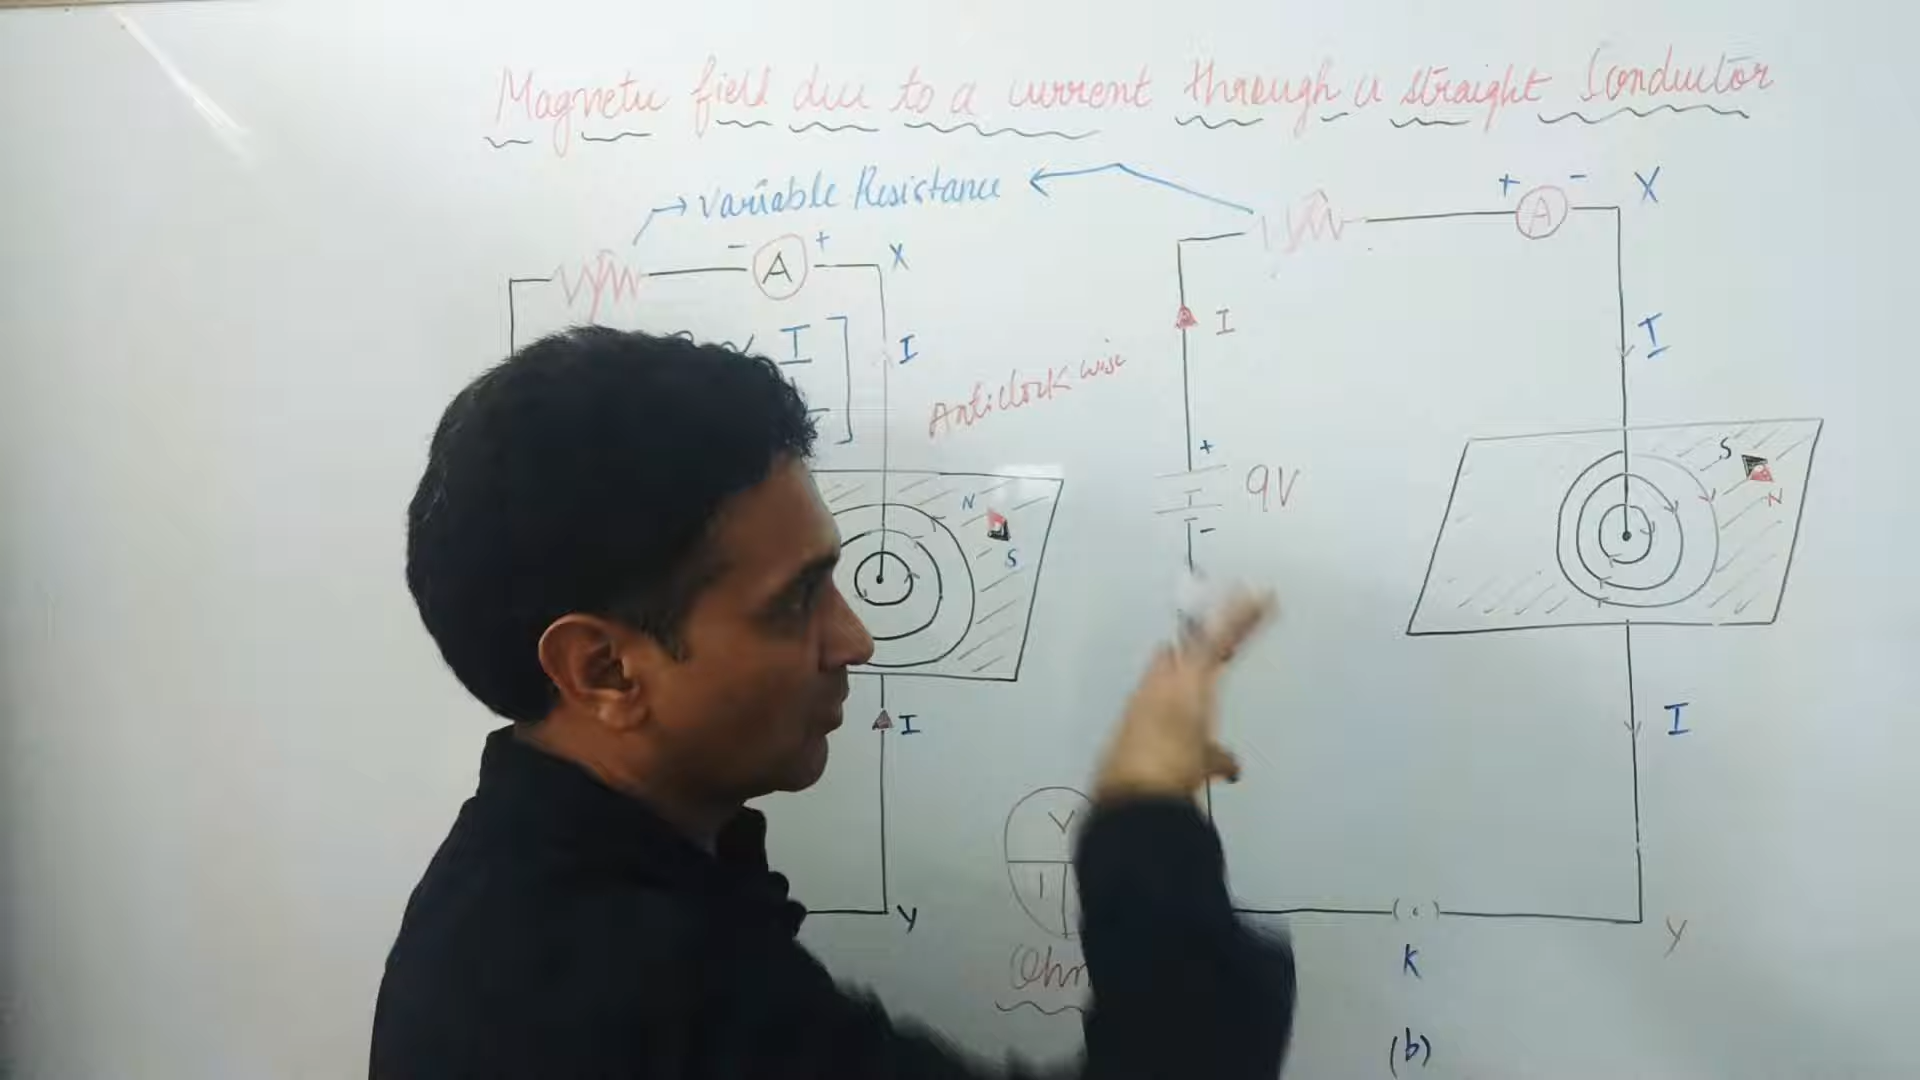 Magnetic field due to a current through a straight Conductor
→ Variable Resistance ←
- A + X
+ A - X
I
I
I
I
Anticlockwise
+
9V
-
N
S
S
N
I
I
V
I
Y
K
Y
(b)